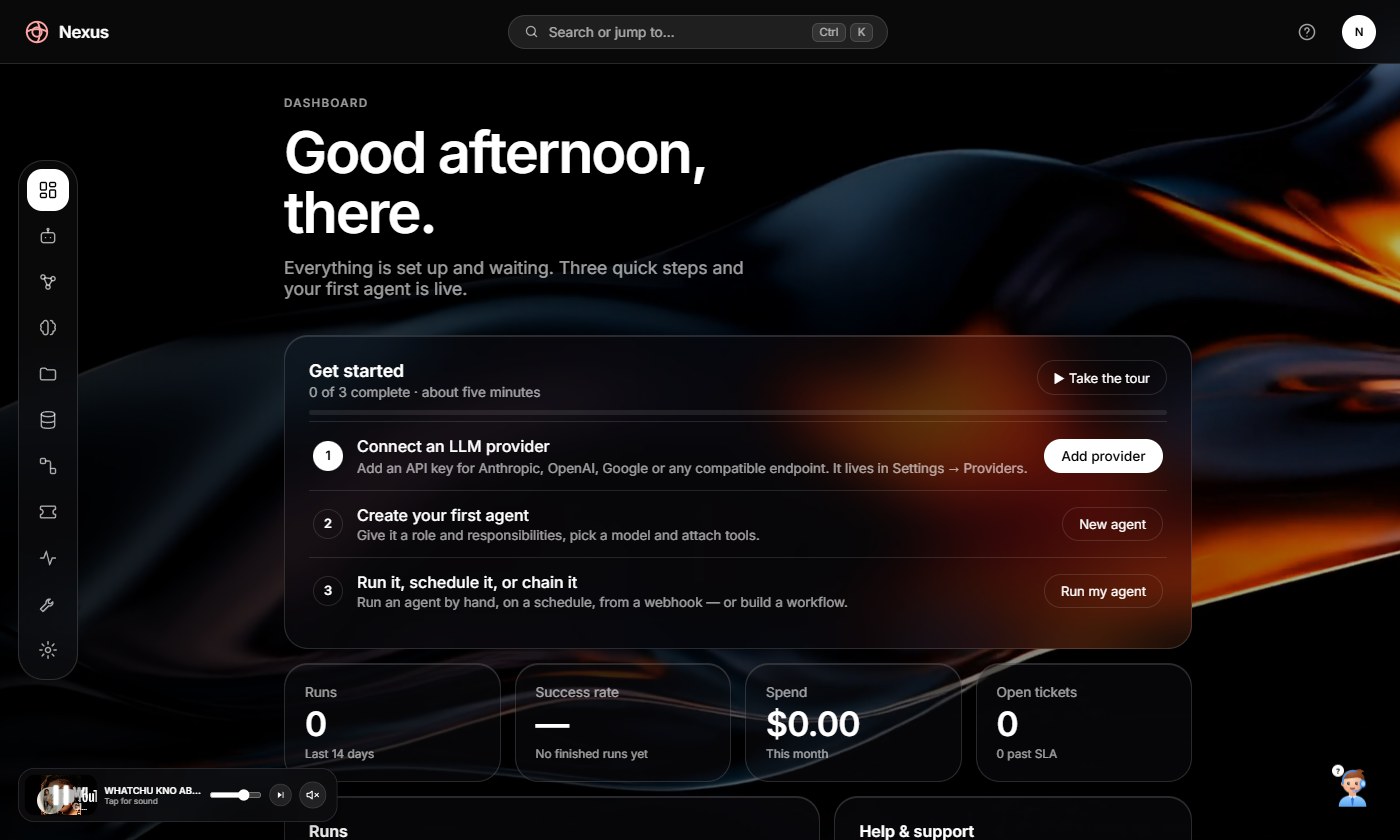 Nexus
Search or jump to...
Ctrl K
N
DASHBOARD
Good afternoon,
there.
Everything is set up and waiting. Three quick steps and
your first agent is live.
Get started
0 of 3 complete · about five minutes
Take the tour
1
Connect an LLM provider
Add an API key for Anthropic, OpenAI, Google or any compatible endpoint. It lives in Settings → Providers.
Add provider
2
Create your first agent
Give it a role and responsibilities, pick a model and attach tools.
New agent
3
Run it, schedule it, or chain it
Run an agent by hand, on a schedule, from a webhook — or build a workflow.
Run my agent
Runs
0
Last 14 days
Success rate
—
No finished runs yet
Spend
$0.00
This month
Open tickets
0
0 past SLA
WHATCHU KNO AB...
Tap for sound
?
Runs
Help & support